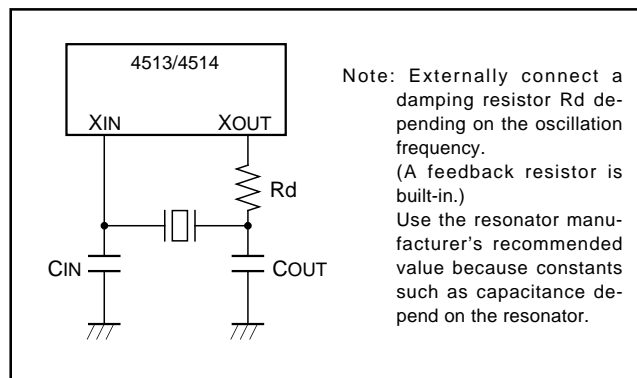 4513/4514
XIN
XOUT
Rd
CIN
COUT
Note: Externally connect a
damping resistor Rd de-
pending on the oscillation
frequency.
(A feedback resistor is
built-in.)
Use the resonator manu-
facturer's recommended
value because constants
such as capacitance de-
pend on the resonator.